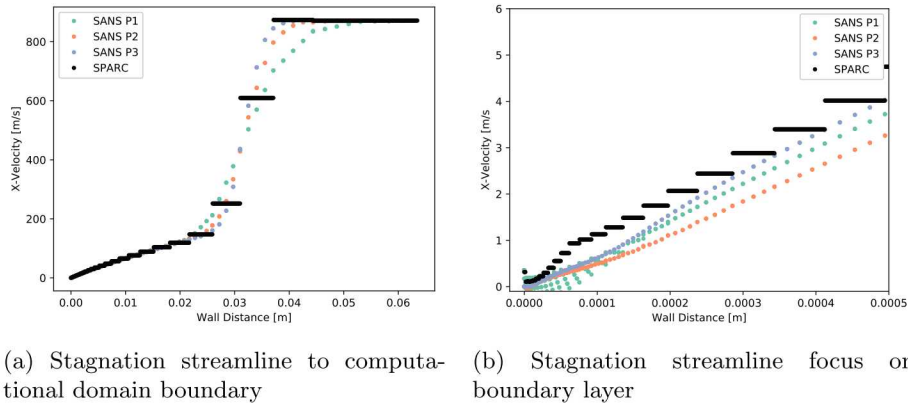 SANS P1
SANS P2
SANS P3
SPARC
X-Velocity [m/s]
800
600
400
200
0
0.00 0.01 0.02 0.03 0.04 0.05 0.06
Wall Distance [m]
SANS P1
SANS P2
SANS P3
SPARC
X-Velocity [m/s
6
5
4
3
2
1
0
0.0000 0.0001 0.0002 0.0003 0.0004 0.0005
Wall Distance [m]
(a) Stagnation streamline to computa-
tional domain boundary
(b) Stagnation streamline focus on
boundary layer